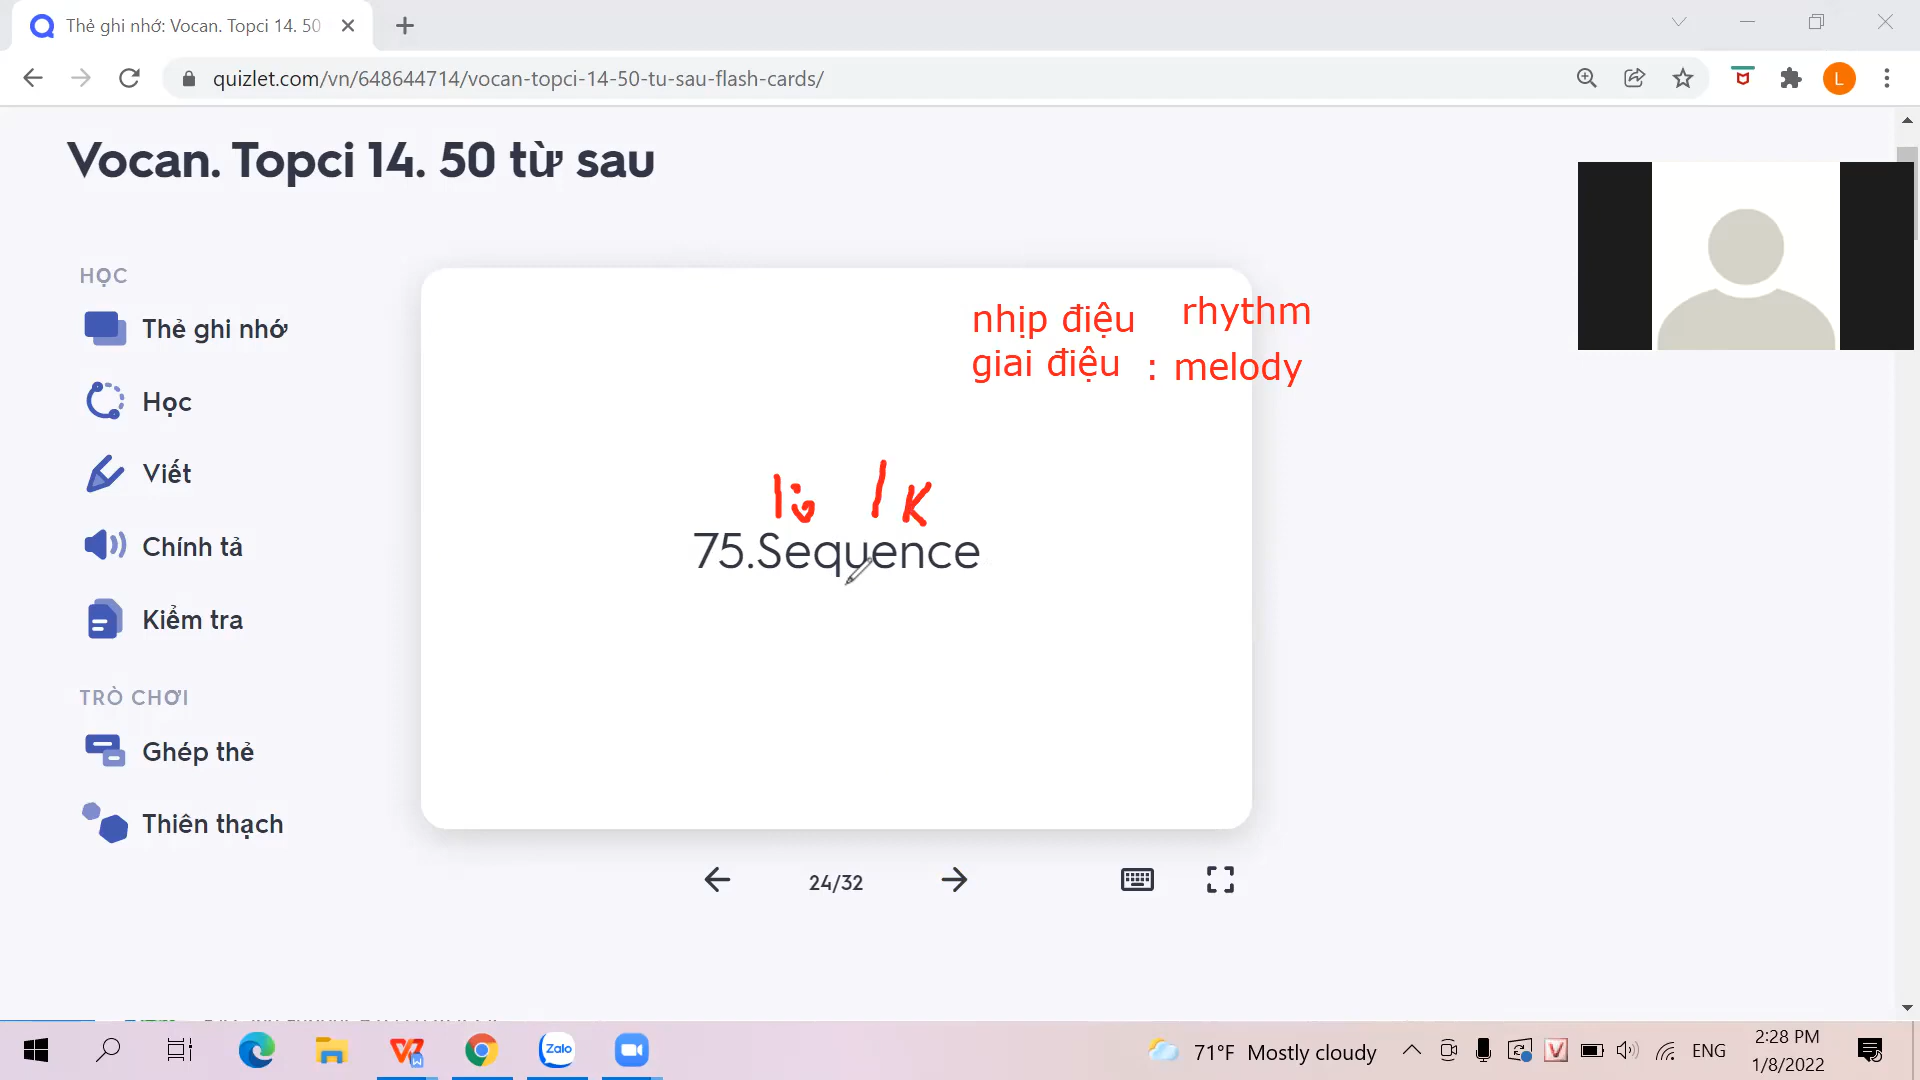 Thẻ ghi nhớ: Vocan. Topci 14. 50
quizlet.com/vn/648644714/vocan-topci-14-50-tu-sau-flash-cards/
L
Vocan. Topci 14. 50 từ sau
HỌC
Thẻ ghi nhớ
Học
Viết
Chính tả
Kiểm tra
TRÒ CHƠI
Ghép thẻ
Thiên thạch
nhịp điệu rhythm
giai điệu : melody
K
75.Sequence
24/32
Zalo
71°F Mostly cloudy
ENG
2:28 PM
1/8/2022